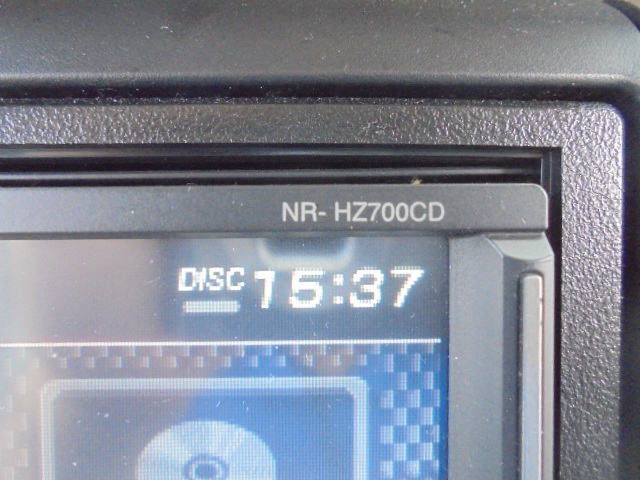 NR- HZ700CD
DISC 15:37